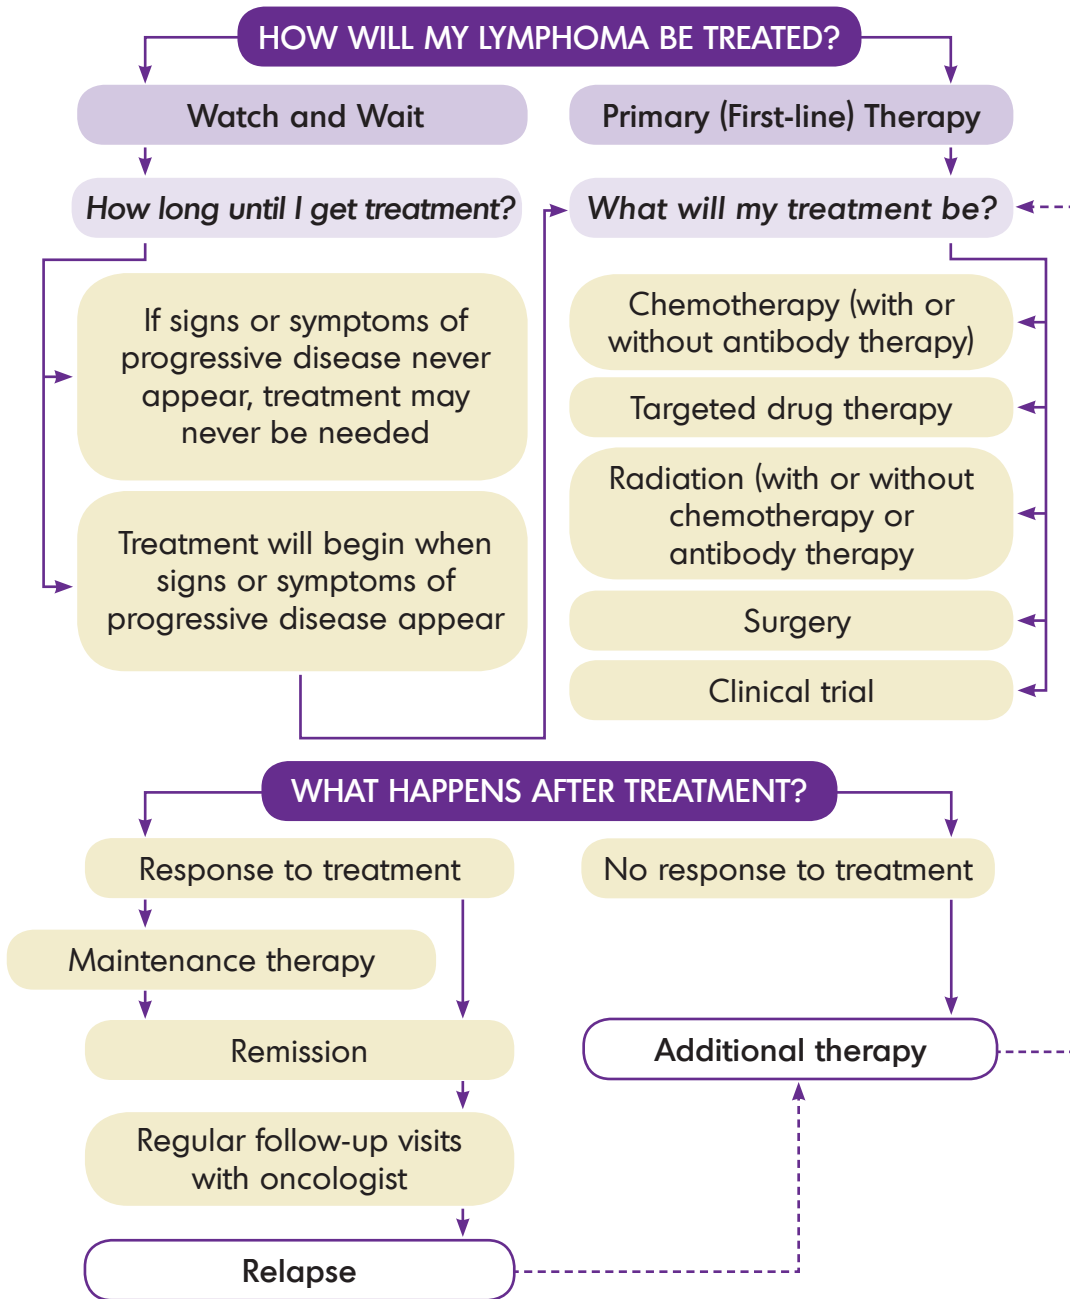 HOW WILL MY LYMPHOMA BE TREATED?
Watch and Wait
How long until I get treatment?
If signs or symptoms of
progressive disease never
appear, treatment may
never be needed
Treatment will begin when
signs or symptoms of
progressive disease appear
Primary (First-line) Therapy
What will my treatment be?
Chemotherapy (with or
without antibody therapy)
Targeted drug therapy
Radiation (with or without
chemotherapy or
antibody therapy
Surgery
Clinical trial
WHAT HAPPENS AFTER TREATMENT?
Response to treatment
Maintenance therapy
Remission
Regular follow-up visits
with oncologist
Relapse
No response to treatment
Additional therapy